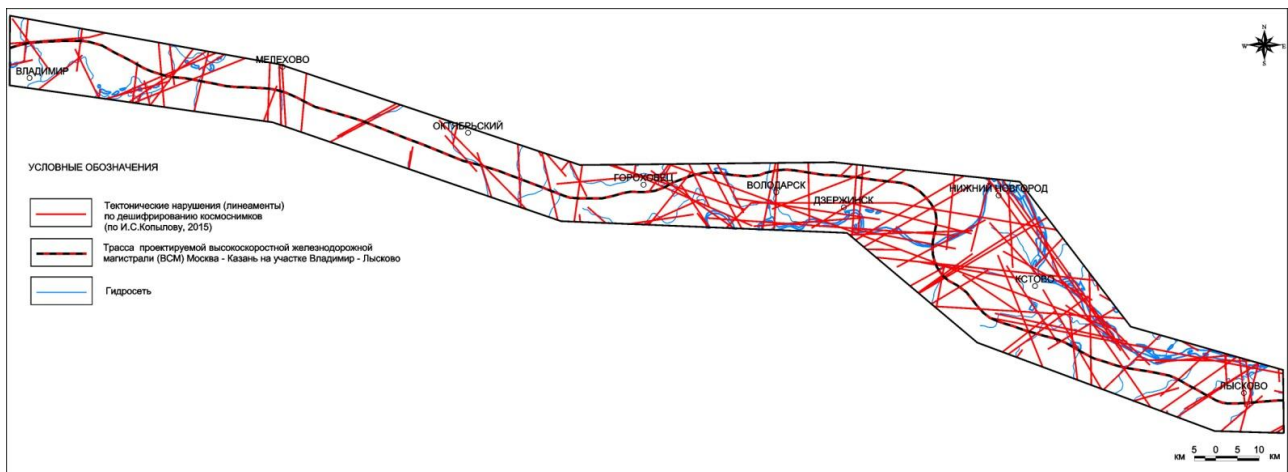 N
W E
S
МЕЛЕХОВО
ВЛАДИМИР
ОКТЯБРЬСКИЙ
ГОРОХОВЕЦ
ВОЛОДАРСК
ДЗЕРЖИНСК
НИЖНИЙ НОВГОРОД
КСТОВО
ЛЫСКОВО
УСЛОВНЫЕ ОБОЗНАЧЕНИЯ
Тектонические нарушения (линеаменты)
по дешифрированию космоснимков
(по И.С.Копылову, 2015)
Трасса проектируемой высокоскоростной железнодорожной
магистрали (ВСМ) Москва - Казань на участке Владимир - Лысково
Гидросеть
км 5 0 5 10 км